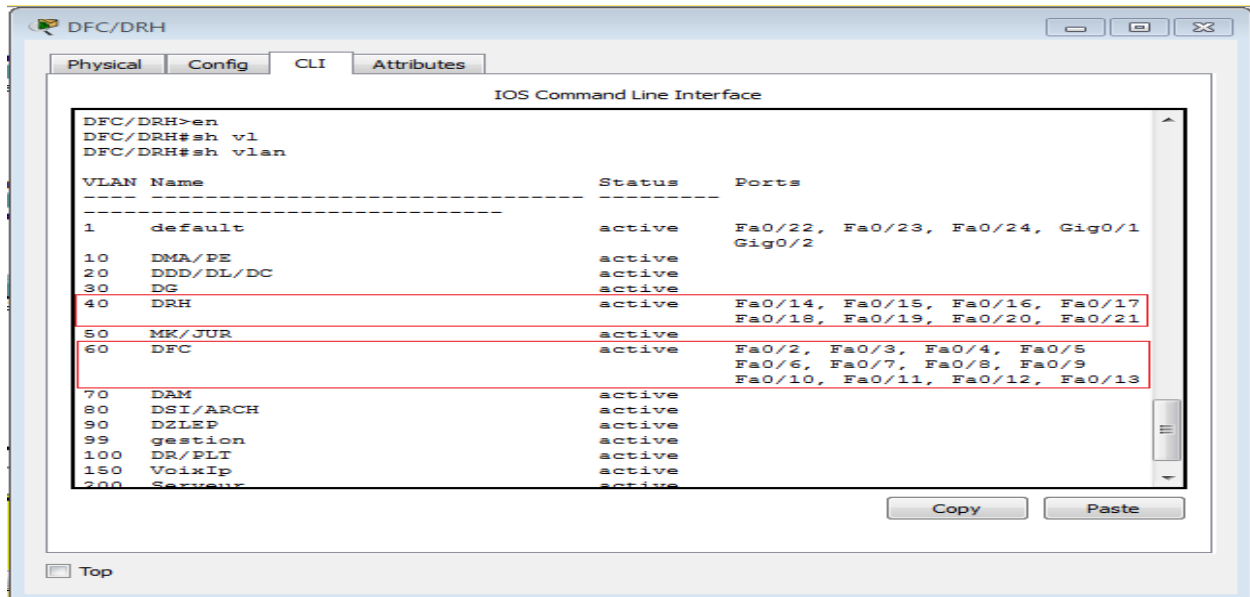 DFC/DRH
Physical Config CLI Attributes
IOS Command Line Interface
DFC/DRH>en
DFC/DRH#sh vl
DFC/DRH#sh vlan
VLAN Name Status Ports
---- -------------------------------- ---------
-------------------------------
1 default active Fa0/22, Fa0/23, Fa0/24, Gig0/1
Gig0/2
10 DMA/PE active
20 DDD/DL/DC active
30 DG active
40 DRH active Fa0/14, Fa0/15, Fa0/16, Fa0/17
Fa0/18, Fa0/19, Fa0/20, Fa0/21
50 MK/JUR active
60 DFC active Fa0/2, Fa0/3, Fa0/4, Fa0/5
Fa0/6, Fa0/7, Fa0/8, Fa0/9
Fa0/10, Fa0/11, Fa0/12, Fa0/13
70 DAM active
80 DSI/ARCH active
90 DZLEP active
99 gestion active
100 DR/PLT active
150 VoixIp active
200 Serveur active
Copy Paste
Top